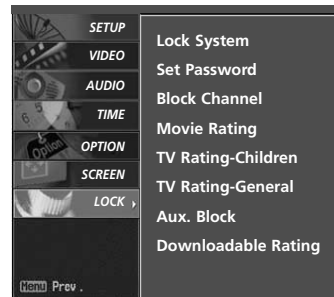 SETUP
VIDEO
AUDIO
TIME
OPTION
SCREEN
LOCK
Lock System
Set Password
Block Channel
Movie Rating
TV Rating-Children
TV Rating-General
Aux. Block
Downloadable Rating
Option
Menu Prev.